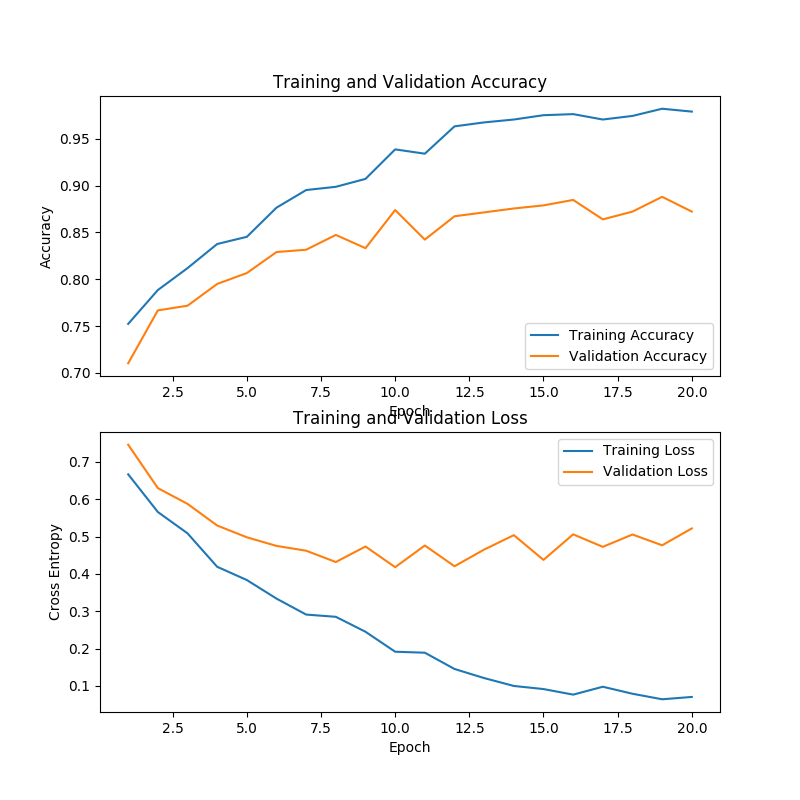 Training and Validation Accuracy
Accuracy
0.95
0.90
0.85
0.80
0.75
0.70
Training Accuracy
Validation Accuracy
2.5 5.0 7.5 10.0 12.5 15.0 17.5 20.0
Epoch
Training and Validation Loss
Cross Entropy
0.7
0.6
0.5
0.4
0.3
0.2
0.1
Training Loss
Validation Loss
2.5 5.0 7.5 10.0 12.5 15.0 17.5 20.0
Epoch